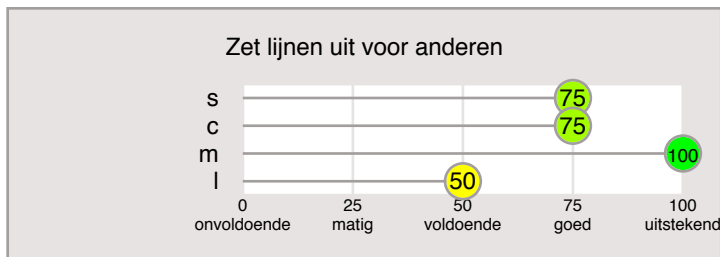 Zet lijnen uit voor anderen
s 75
c 75
m 100
l 50
0 25 50 75 100
onvoldoende matig voldoende goed uitstekend